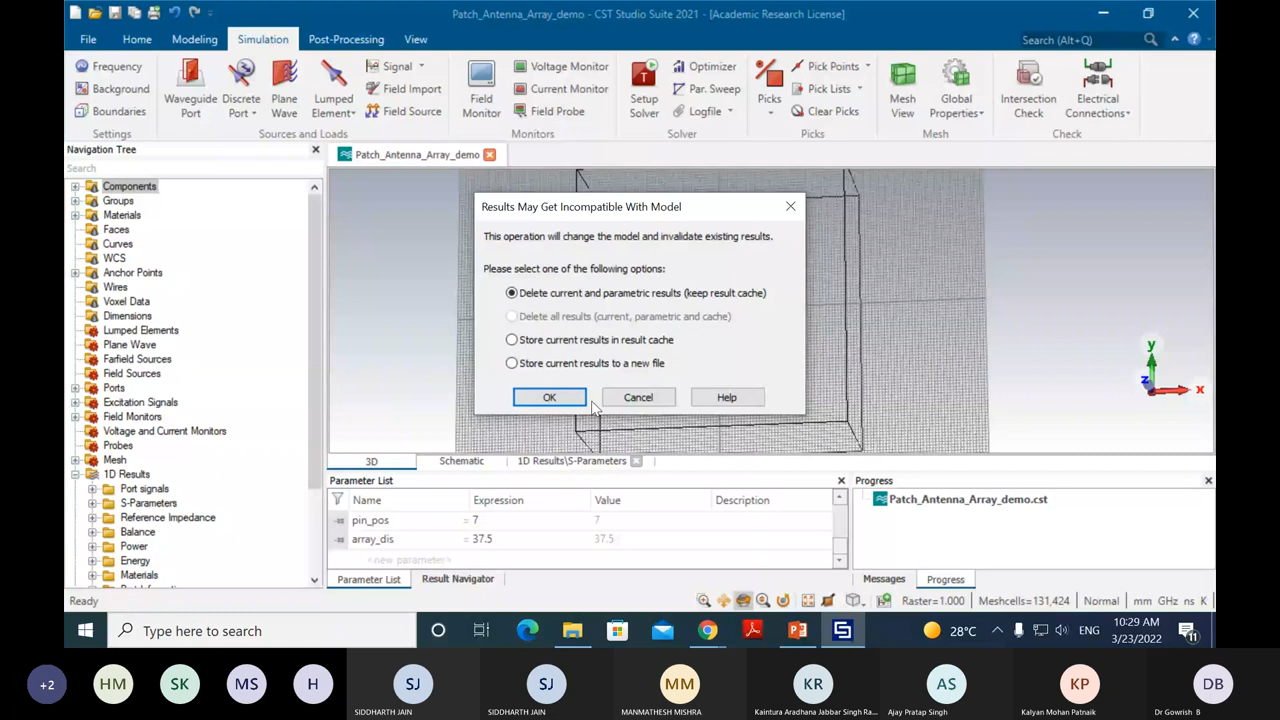 Patch_Antenna_Array_demo - CST Studio Suite 2021 - [Academic Research License]
File Home Modeling Simulation Post-Processing View Search (Alt+Q)
Frequency
Background
Boundaries
Settings
Waveguide Port
Discrete Port
Plane Wave
Lumped Element
Signal
Field Import
Field Source
Sources and Loads
Field Monitor
Voltage Monitor
Current Monitor
Field Probe
Monitors
Setup Solver
Optimizer
Par. Sweep
Logfile
Solver
Picks
Pick Points
Pick Lists
Clear Picks
Picks
Mesh View
Global Properties
Mesh
Intersection Check
Electrical Connections
Check
Navigation Tree
Search
Components
Groups
Materials
Faces
Curves
WCS
Anchor Points
Wires
Voxel Data
Dimensions
Lumped Elements
Plane Wave
Farfield Sources
Field Sources
Ports
Excitation Signals
Field Monitors
Voltage and Current Monitors
Probes
Mesh
1D Results
Port signals
S-Parameters
Reference Impedance
Balance
Power
Energy
Materials
Patch_Antenna_Array_demo
Results May Get Incompatible With Model
This operation will change the model and invalidate existing results.
Please select one of the following options:
Delete current and parametric results (keep result cache)
Delete all results (current, parametric and cache)
Store current results in result cache
Store current results to a new file
OK Cancel Help
y
z
x
3D Schematic 1D Results\S-Parameters
Parameter List
Name Expression Value Description
pin_pos = 7 7
array_dis = 37.5 37.5
<new parameter>
Parameter List Result Navigator
Progress
Patch_Antenna_Array_demo.cst
Messages Progress
Ready Raster=1.000 Meshcells=131,424 Normal mm GHz ns K
Type here to search
28°C ENG 10:29 AM
3/23/2022
11
+2 HM SK MS H SJ SJ MM KR AS KP DB
SIDDHARTH JAIN SIDDHARTH JAIN MANMATHESH MISHRA Kaintura Aradhana Jabbar Singh Ra... Ajay Pratap Singh Kalyan Mohan Patnaik Dr Gowrish B